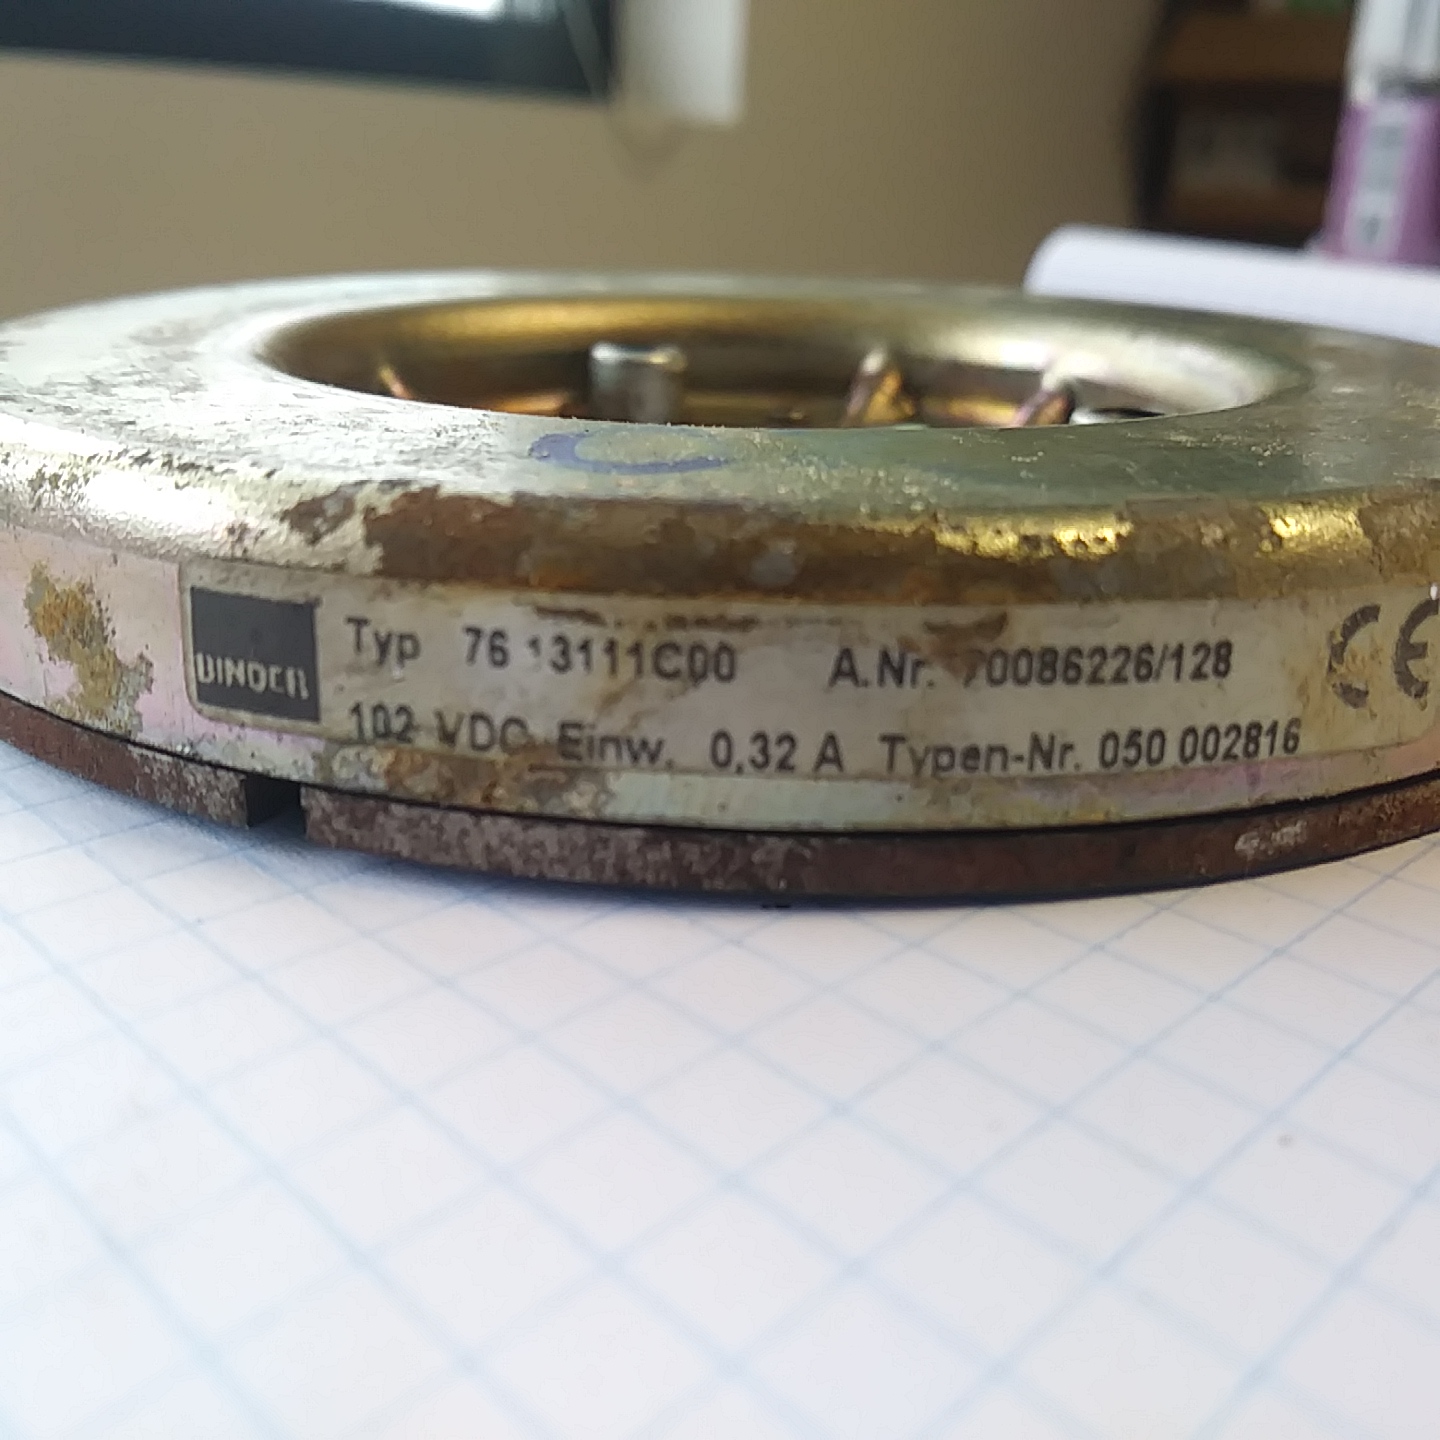 BINDER
Typ 76 13111C00 A.Nr. 70086226/128 CE
102 VDC Einw. 0,32 A Typen-Nr. 050 002816